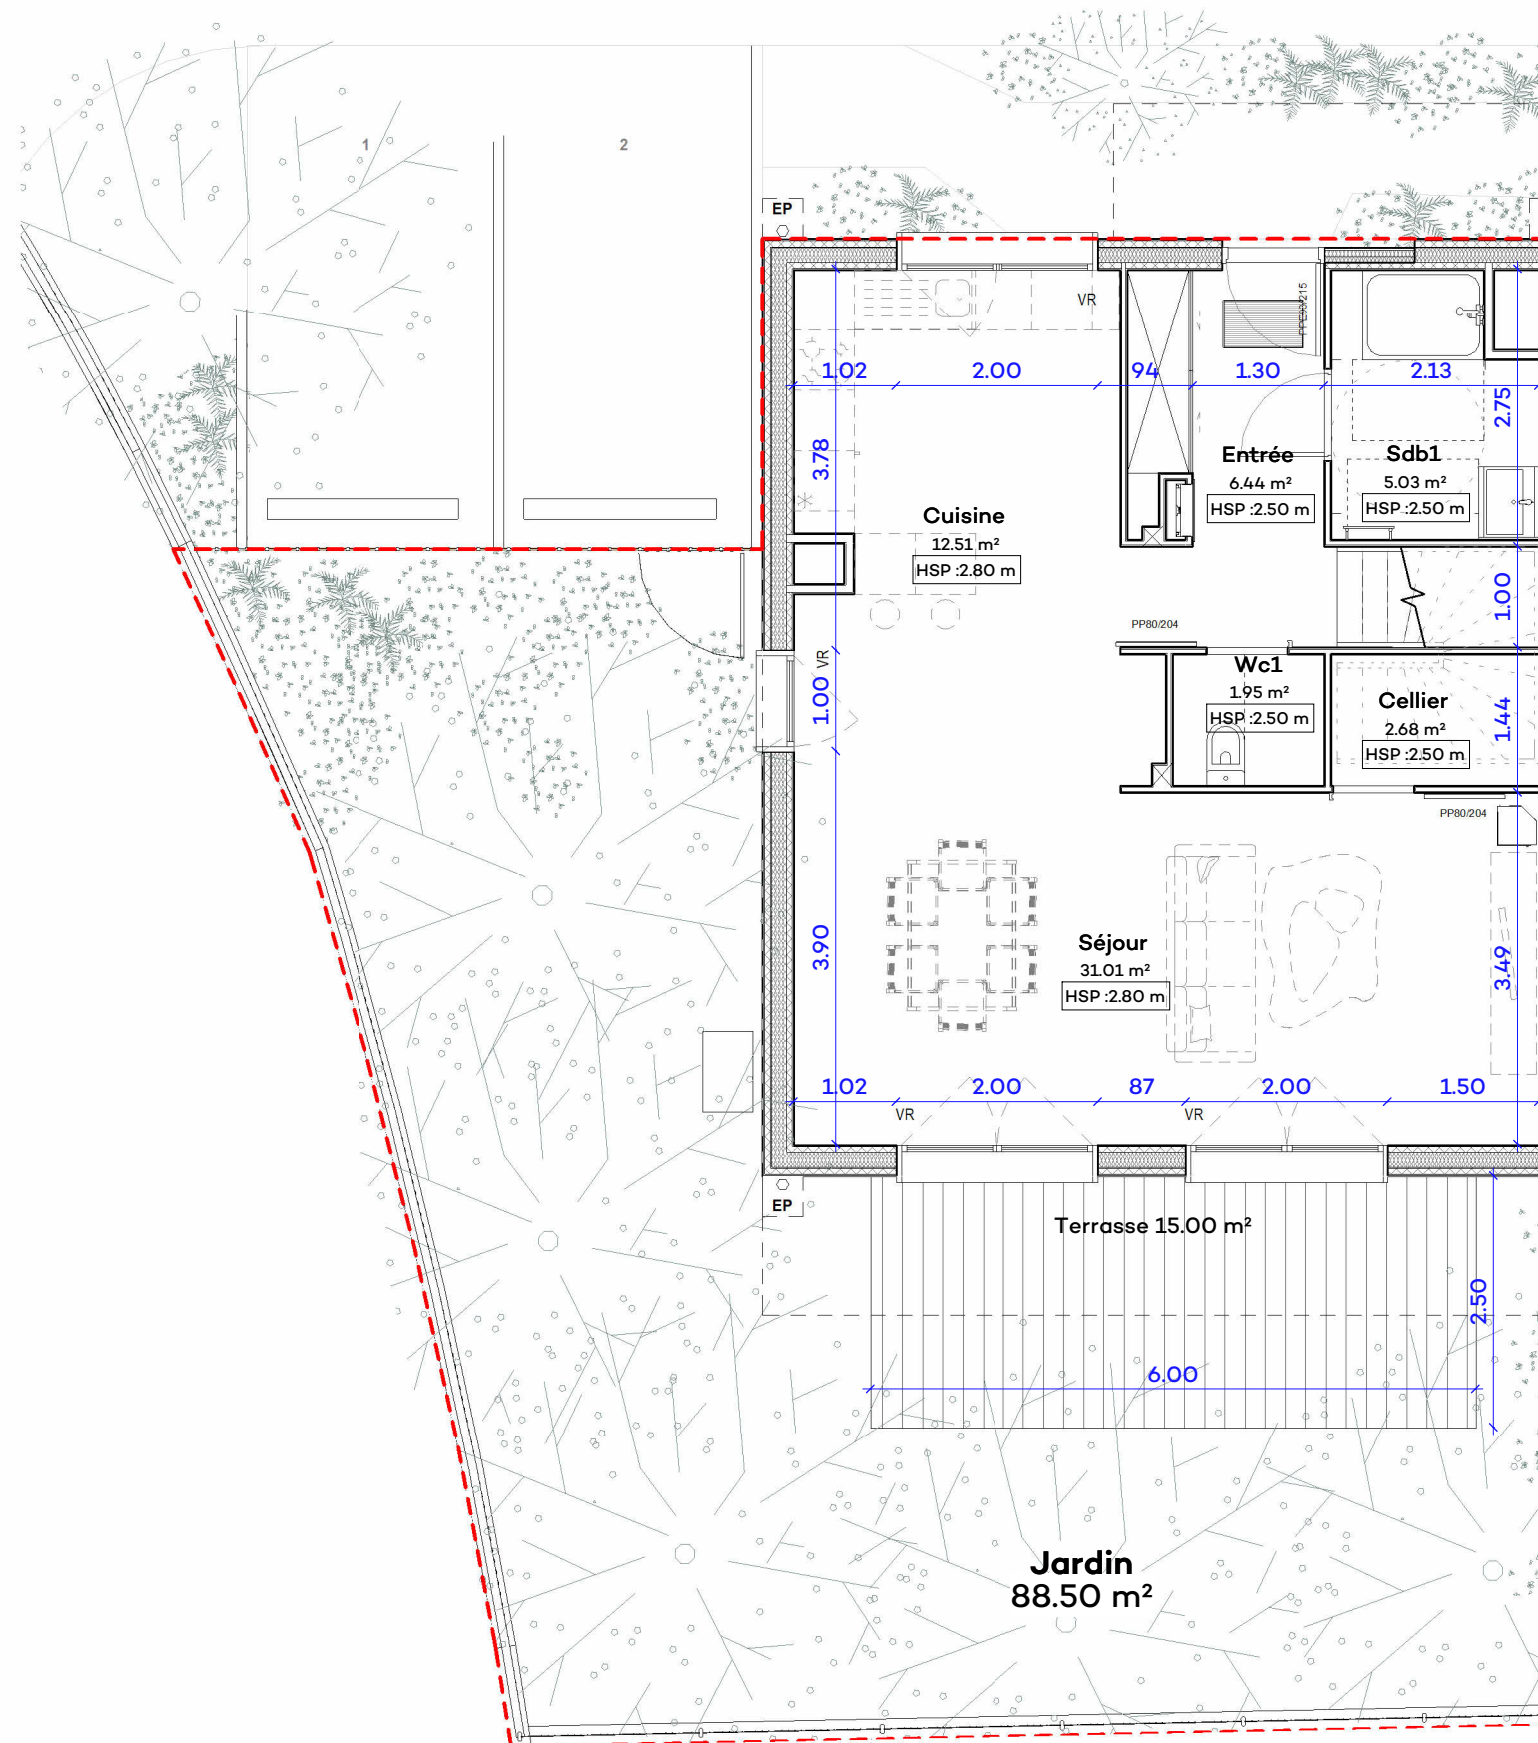 1
2
EP
VR
PPE90/215
1.02
2.00
94
1.30
2.13
2.75
3.78
Entrée
6.44 m²
HSP :2.50 m
Sdb1
5.03 m²
HSP :2.50 m
Cuisine
12.51 m²
HSP :2.80 m
1.00
PP80/204
VR
1.00
Wc1
1.95 m²
HSP :2.50 m
Cellier
2.68 m²
HSP :2.50 m
1.44
PP80/204
3.90
Séjour
31.01 m²
HSP :2.80 m
3.49
1.02
2.00
87
2.00
1.50
VR
VR
EP
Terrasse 15.00 m²
2.50
6.00
Jardin
88.50 m²